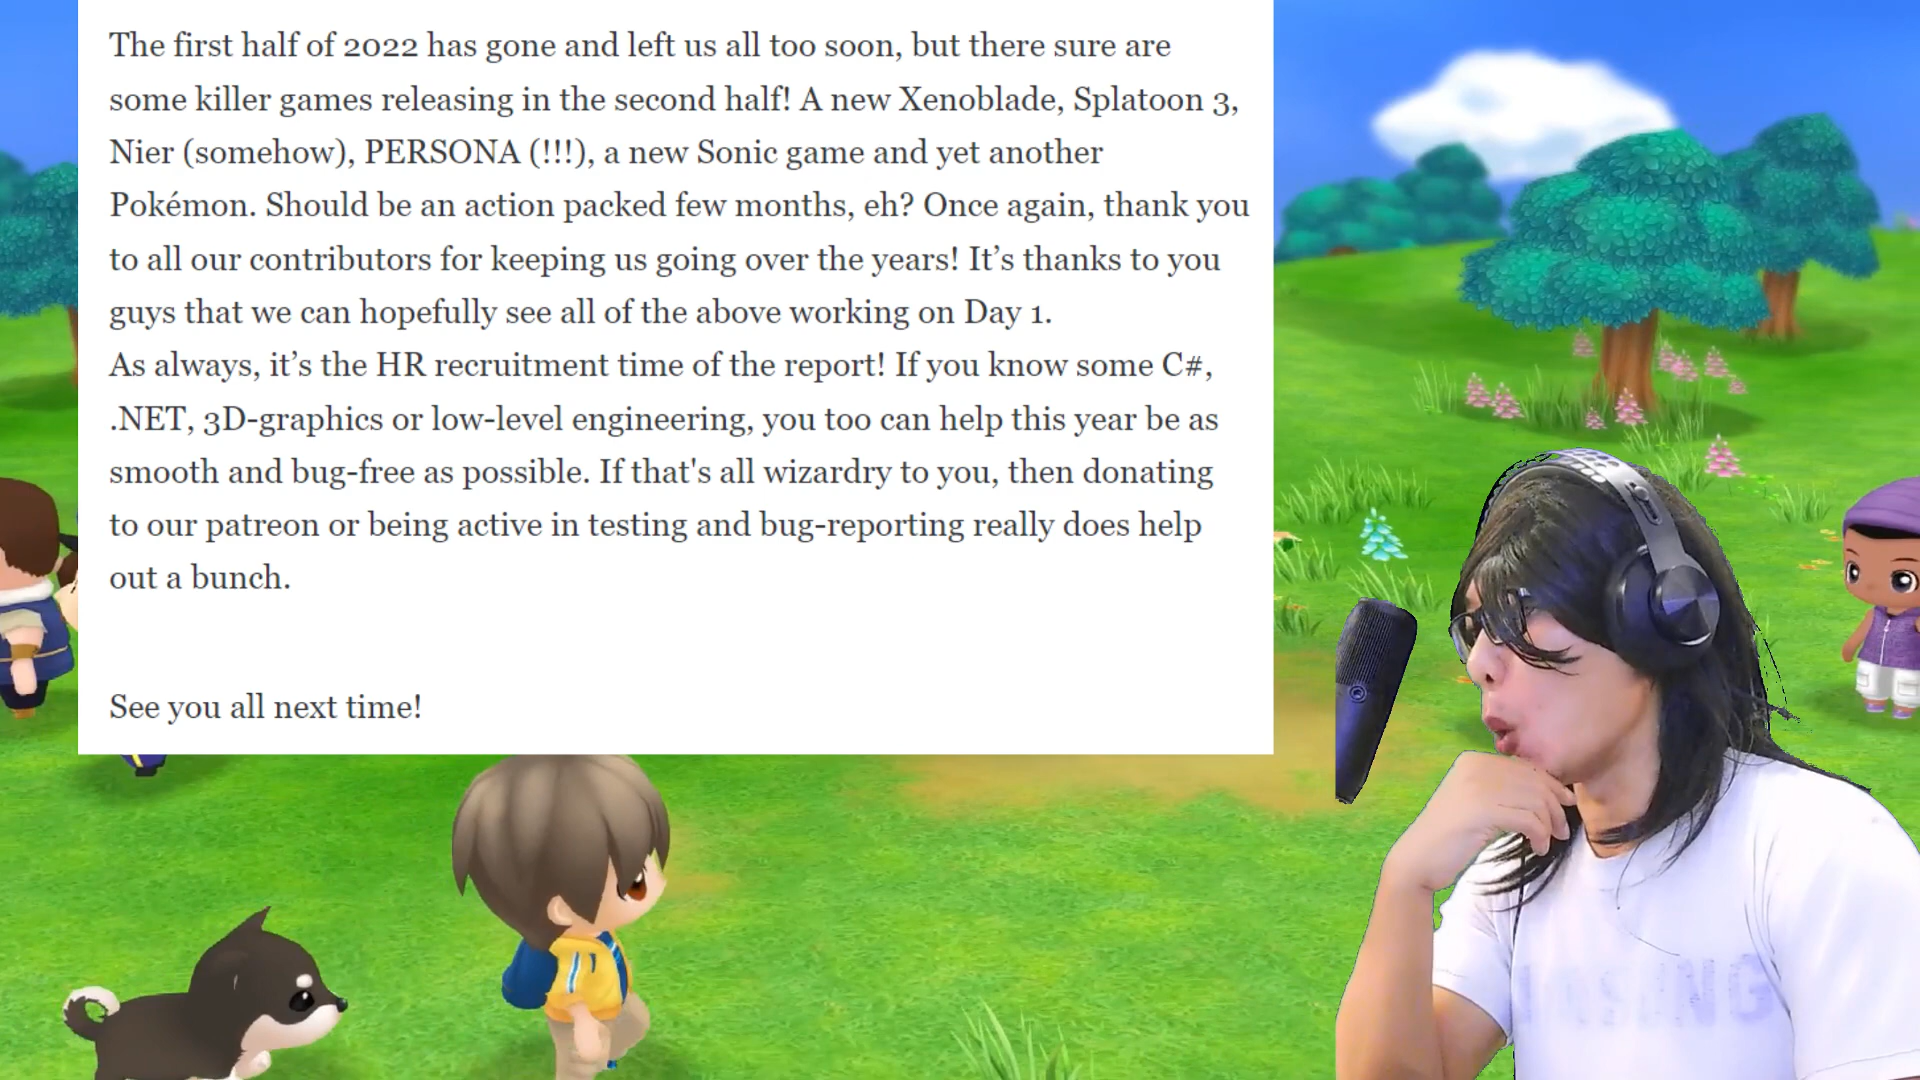 The first half of 2022 has gone and left us all too soon, but there sure are
some killer games releasing in the second half! A new Xenoblade, Splatoon 3,
Nier (somehow), PERSONA (!!!), a new Sonic game and yet another
Pokémon. Should be an action packed few months, eh? Once again, thank you
to all our contributors for keeping us going over the years! It’s thanks to you
guys that we can hopefully see all of the above working on Day 1.
As always, it’s the HR recruitment time of the report! If you know some C#,
.NET, 3D-graphics or low-level engineering, you too can help this year be as
smooth and bug-free as possible. If that's all wizardry to you, then donating
to our patreon or being active in testing and bug-reporting really does help
out a bunch.
See you all next time!